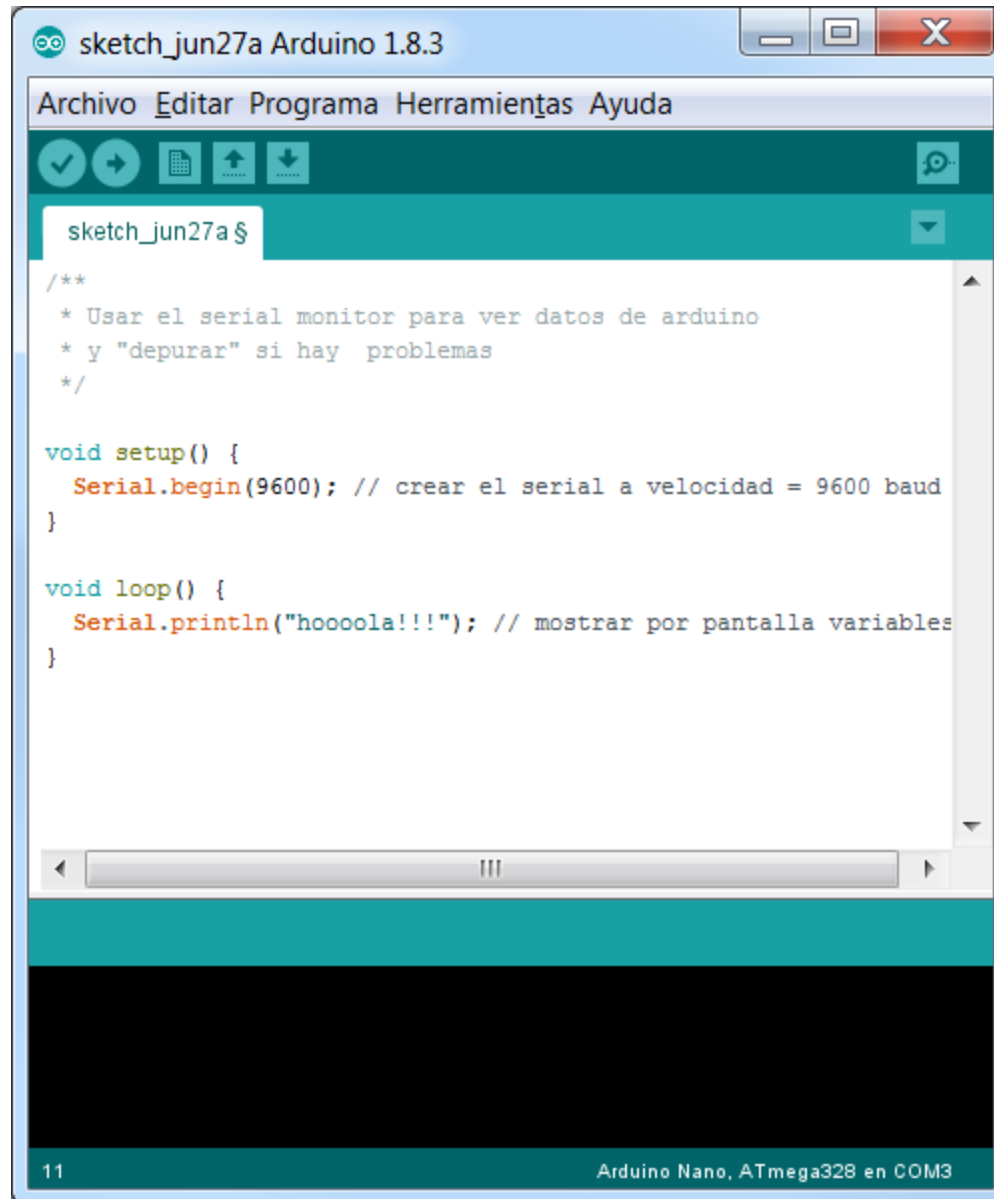 sketch_jun27a Arduino 1.8.3
Archivo Editar Programa Herramientas Ayuda
sketch_jun27a §
/**
 * Usar el serial monitor para ver datos de arduino
 * y "depurar" si hay  problemas
 */
void setup() {
  Serial.begin(9600); // crear el serial a velocidad = 9600 baud
}
void loop() {
  Serial.println("hoooola!!!"); // mostrar por pantalla variables
}
11
Arduino Nano, ATmega328 en COM3